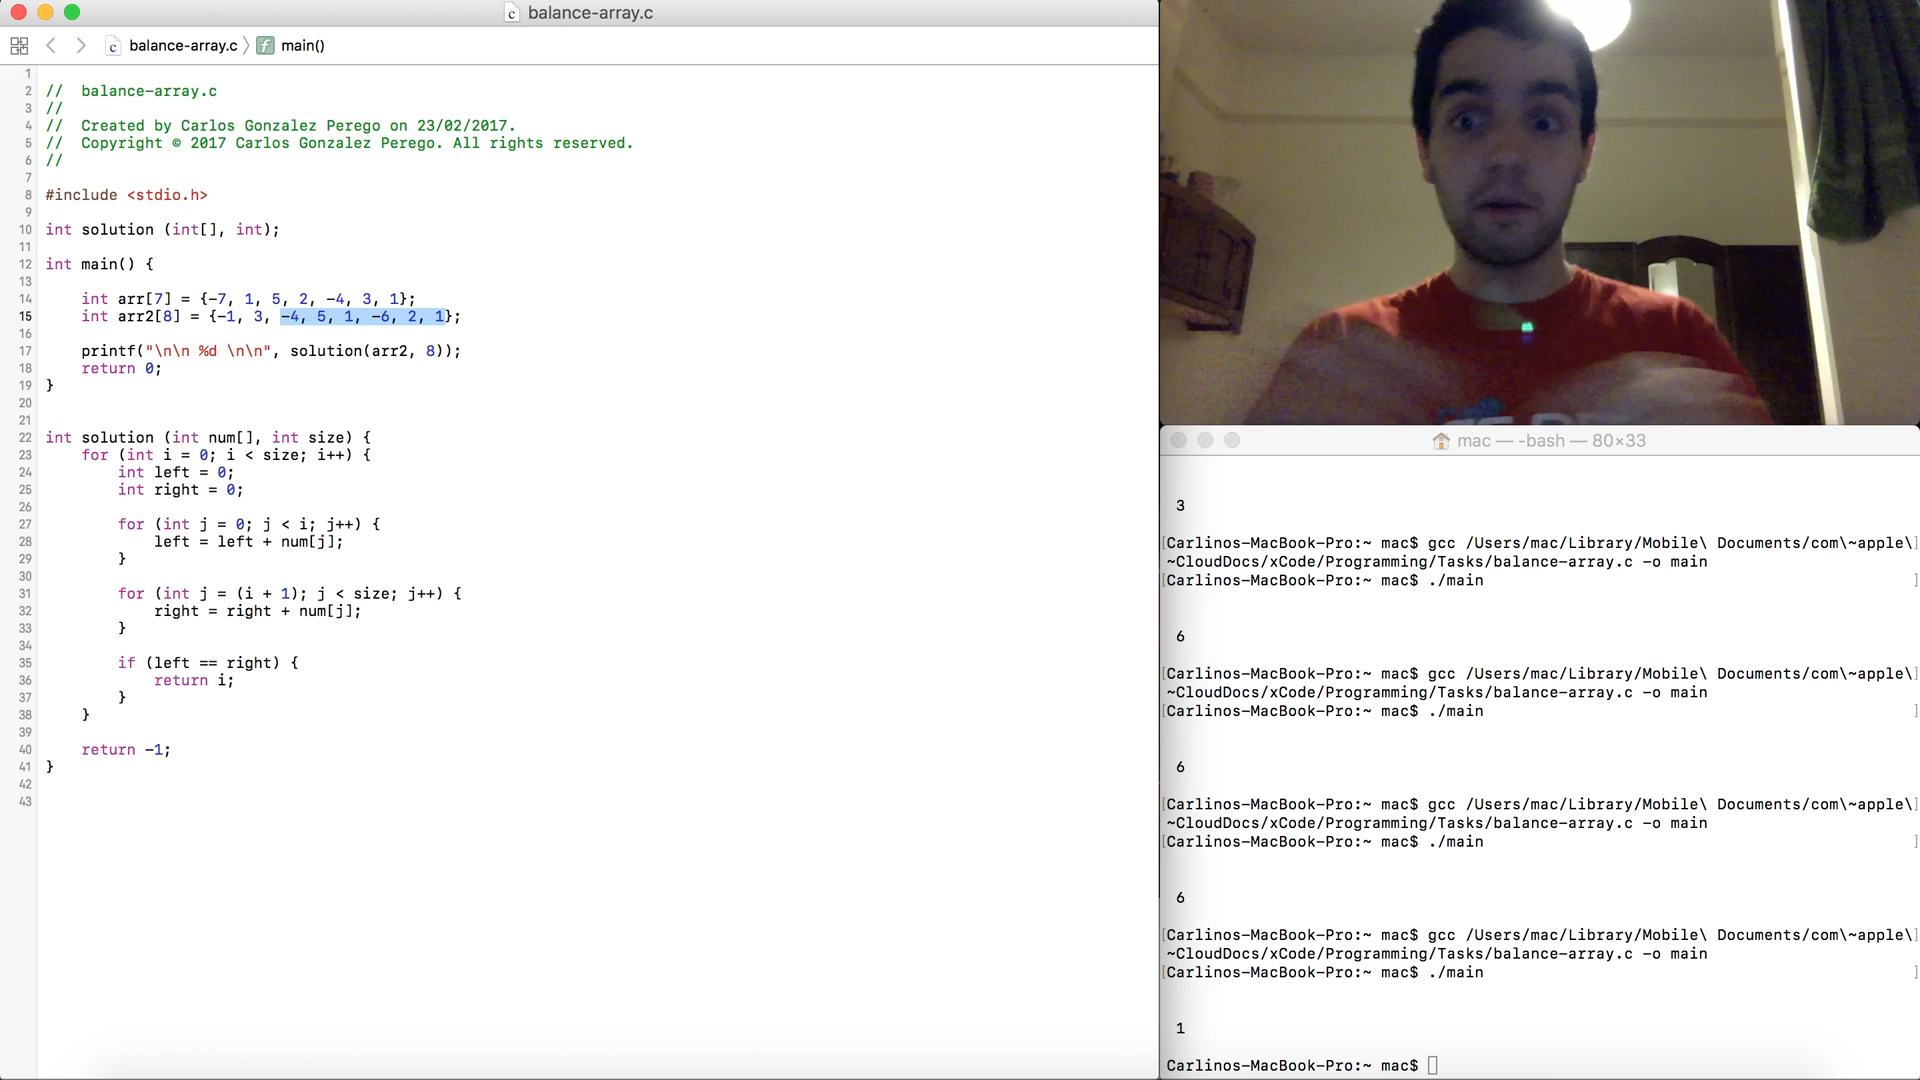 balance-array.c
balance-array.c main()
1
2 // balance-array.c
3 //
4 // Created by Carlos Gonzalez Perego on 23/02/2017.
5 // Copyright © 2017 Carlos Gonzalez Perego. All rights reserved.
6 //
7
8 #include <stdio.h>
9
10 int solution (int[], int);
11
12 int main() {
13
14 int arr[7] = {-7, 1, 5, 2, -4, 3, 1};
15 int arr2[8] = {-1, 3, -4, 5, 1, -6, 2, 1};
16
17 printf("\n\n %d \n\n", solution(arr2, 8));
18 return 0;
19 }
20
21
22 int solution (int num[], int size) {
23 for (int i = 0; i < size; i++) {
24 int left = 0;
25 int right = 0;
26
27 for (int j = 0; j < i; j++) {
28 left = left + num[j];
29 }
30
31 for (int j = (i + 1); j < size; j++) {
32 right = right + num[j];
33 }
34
35 if (left == right) {
36 return i;
37 }
38 }
39
40 return -1;
41 }
42
43
mac — -bash — 80×33
3
[Carlinos-MacBook-Pro:~ mac$ gcc /Users/mac/Library/Mobile\ Documents/com\~apple\]
~CloudDocs/xCode/Programming/Tasks/balance-array.c -o main
[Carlinos-MacBook-Pro:~ mac$ ./main ]
6
[Carlinos-MacBook-Pro:~ mac$ gcc /Users/mac/Library/Mobile\ Documents/com\~apple\]
~CloudDocs/xCode/Programming/Tasks/balance-array.c -o main
[Carlinos-MacBook-Pro:~ mac$ ./main ]
6
[Carlinos-MacBook-Pro:~ mac$ gcc /Users/mac/Library/Mobile\ Documents/com\~apple\]
~CloudDocs/xCode/Programming/Tasks/balance-array.c -o main
[Carlinos-MacBook-Pro:~ mac$ ./main ]
6
[Carlinos-MacBook-Pro:~ mac$ gcc /Users/mac/Library/Mobile\ Documents/com\~apple\]
~CloudDocs/xCode/Programming/Tasks/balance-array.c -o main
[Carlinos-MacBook-Pro:~ mac$ ./main ]
1
Carlinos-MacBook-Pro:~ mac$